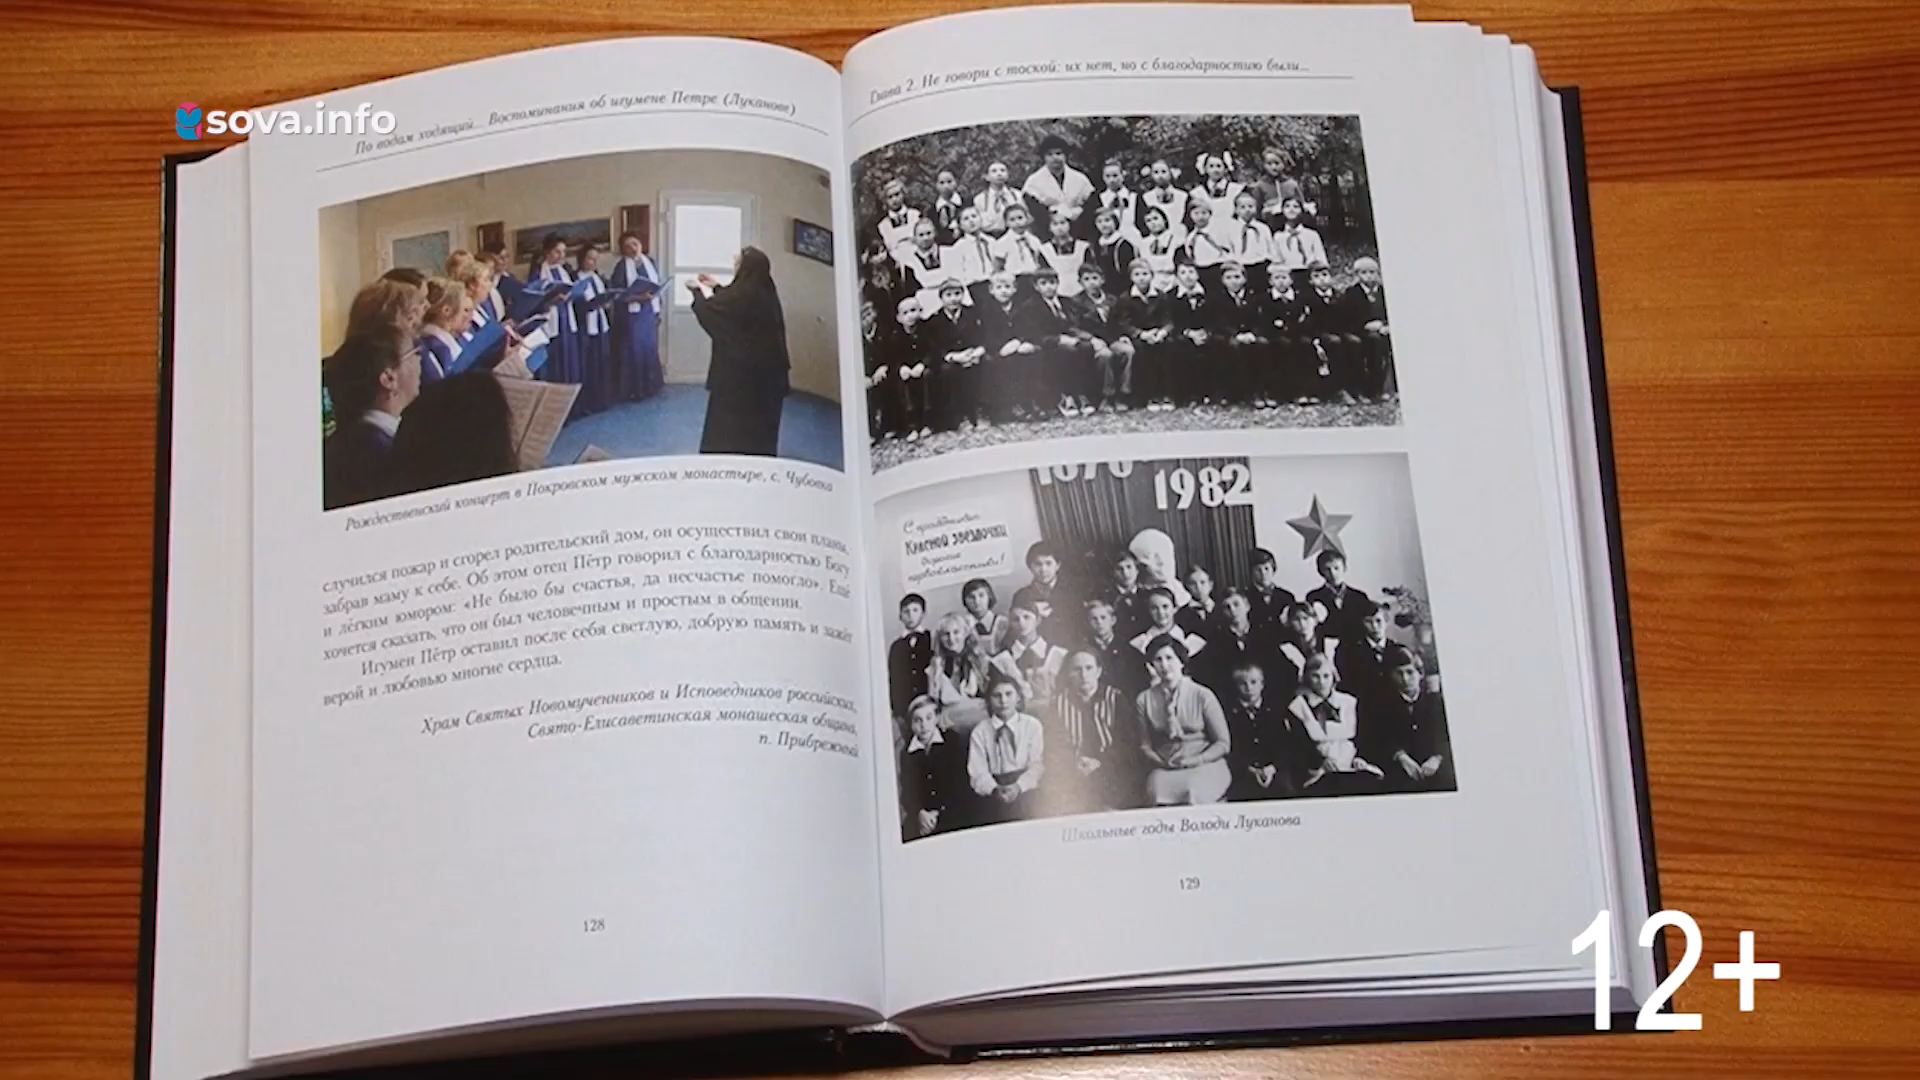 sova.info
По водам ходящий... Воспоминания об игумене Петре (Луканове)
Рождественский концерт в Покровском мужском монастыре, с. Чубовка
случился пожар и сгорел родительский дом, он осуществил свои планы,
забрав маму к себе. Об этом отец Пётр говорил с благодарностью Богу
и лёгким юмором: «Не было бы счастья, да несчастье помогло». Ещё
хочется сказать, что он был человечным и простым в общении.
Игумен Пётр оставил после себя светлую, добрую память и зажёг
верой и любовью многие сердца.
Храм Святых Новомученников и Исповедников российских,
Свято-Елисаветинская монашеская община,
п. Прибрежный
128
Глава 2. Не говори с тоской: их нет, но с благодарностию были...
1982
С праздником
Красной звездочки
дорогие
первоклассники!
Школьные годы Володи Луканова
129
12+